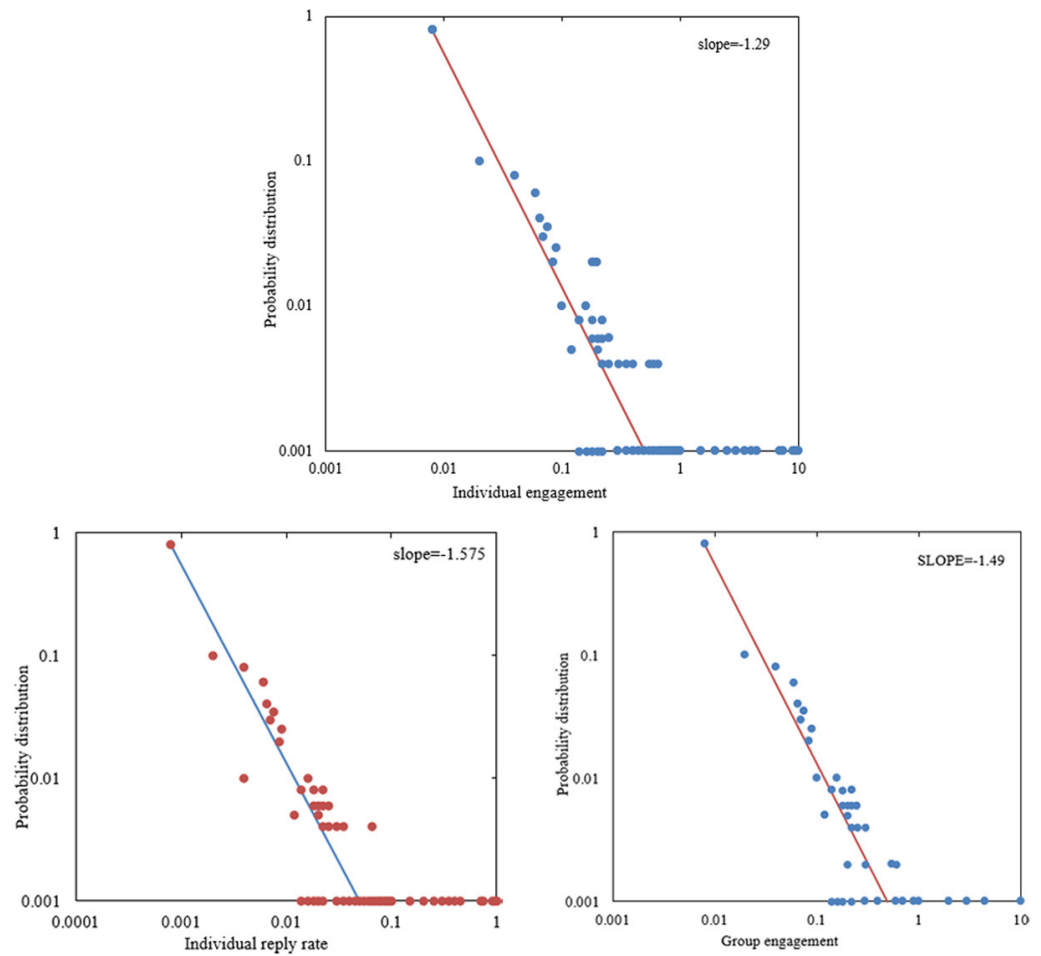 1
slope=-1.29
0.1
Probability distribution
0.01
0.001
0.001 0.01 0.1 1 10
Individual engagement
1
slope=-1.575
0.1
Probability distribution
0.01
0.001
0.0001 0.001 0.01 0.1 1
Individual reply rate
1
SLOPE=-1.49
0.1
Probability distribution
0.01
0.001
0.001 0.01 0.1 1 10
Group engagement